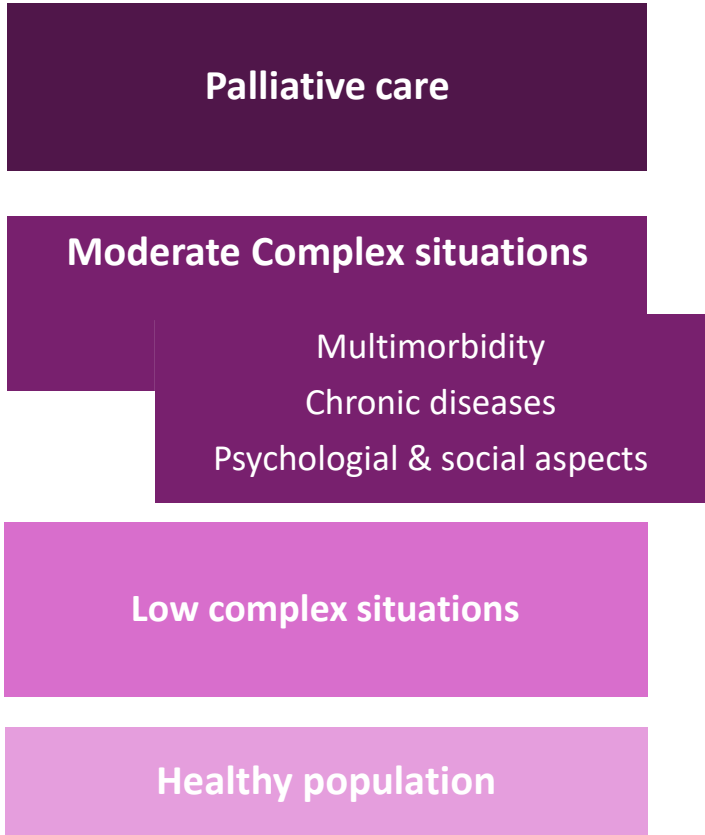 Palliative care
Moderate Complex situations
Multimorbidity
Chronic diseases
Psychologial & social aspects
Low complex situations
Healthy population